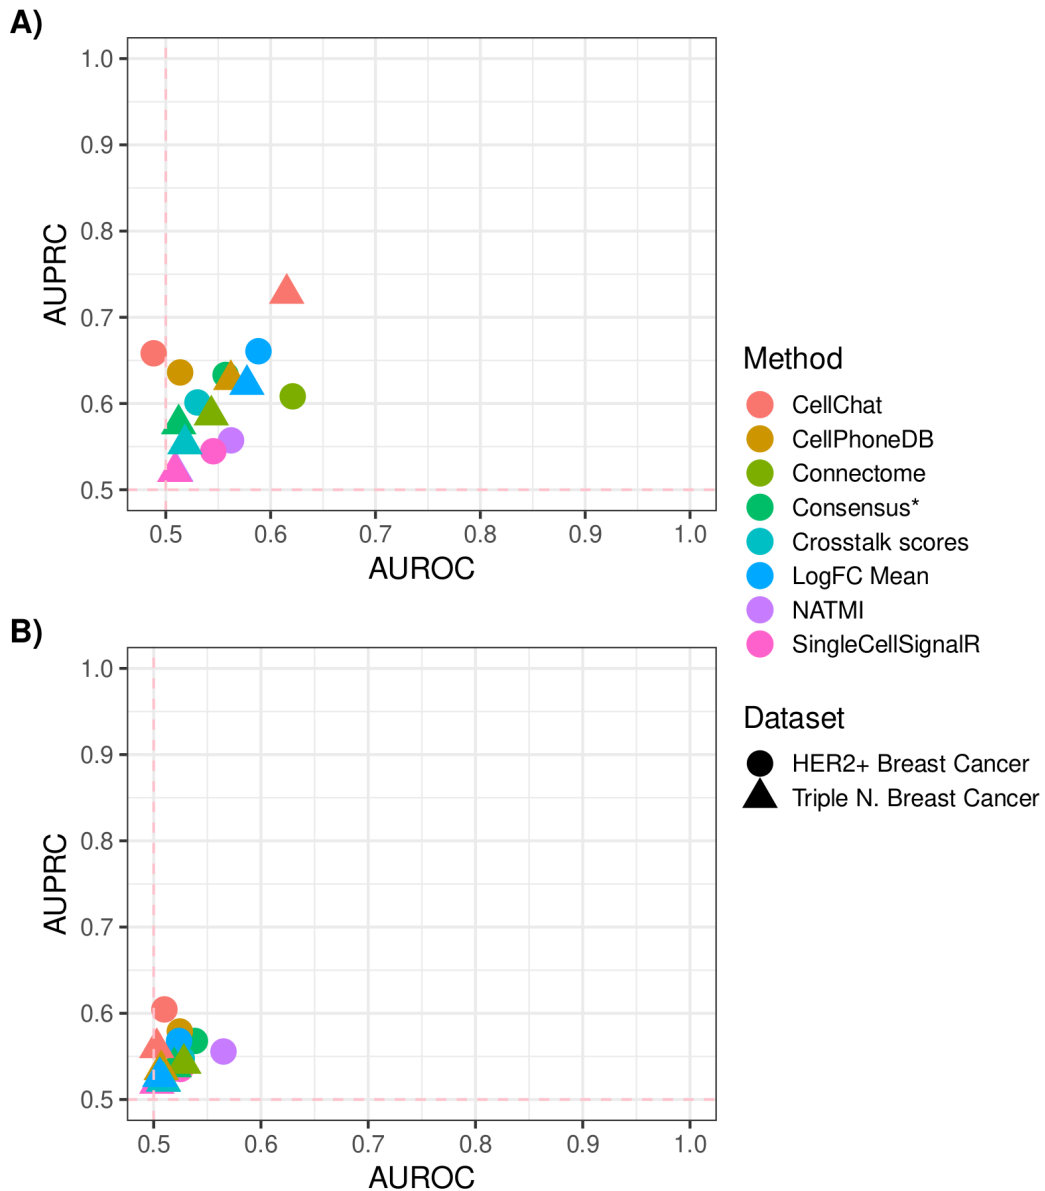 A)
1.0
0.9
0.8
0.7
0.6
0.5
AUPRC
0.5 0.6 0.7 0.8 0.9 1.0
AUROC
B)
1.0
0.9
0.8
0.7
0.6
0.5
AUPRC
0.5 0.6 0.7 0.8 0.9 1.0
AUROC
Method
CellChat
CellPhoneDB
Connectome
Consensus*
Crosstalk scores
LogFC Mean
NATMI
SingleCellSignalR
Dataset
HER2+ Breast Cancer
Triple N. Breast Cancer